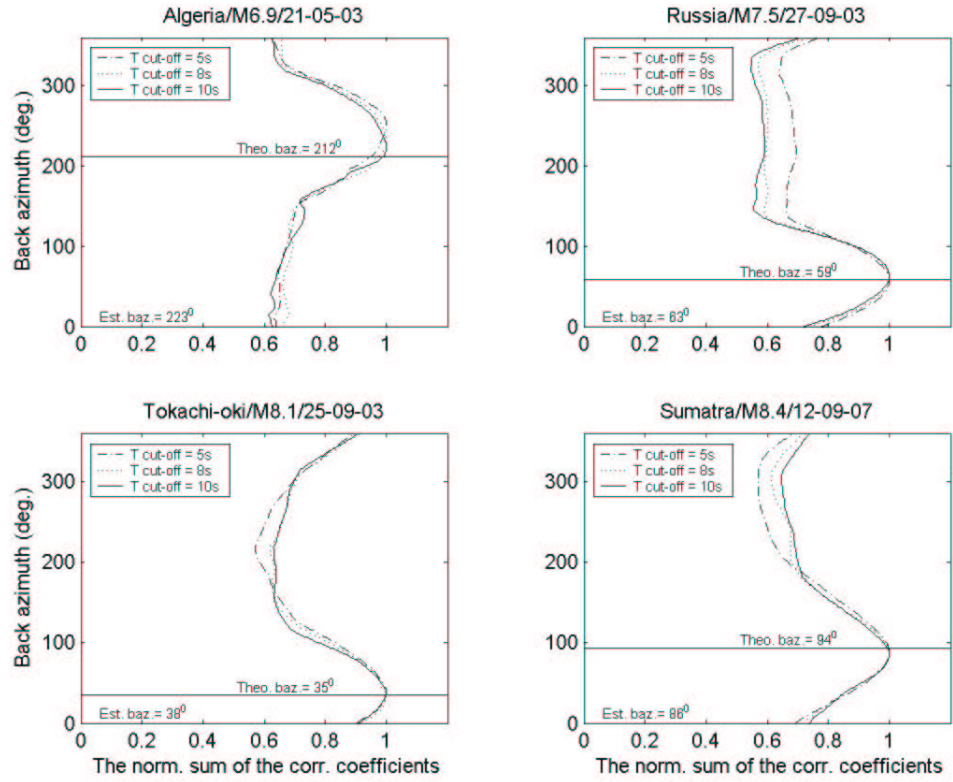 Algeria/M6.9/21-05-03
T cut-off = 5s
T cut-off = 8s
T cut-off = 10s
Theo. baz.= 212⁰
Est. baz.= 223⁰
Back azimuth (deg.)
300
200
100
0
0 0.2 0.4 0.6 0.8 1
Russia/M7.5/27-09-03
T cut-off = 5s
T cut-off = 8s
T cut-off = 10s
Theo. baz.= 59⁰
Est. baz.= 63⁰
300
200
100
0
0 0.2 0.4 0.6 0.8 1
Tokachi-oki/M8.1/25-09-03
T cut-off = 5s
T cut-off = 8s
T cut-off = 10s
Theo. baz.= 35⁰
Est. baz.= 38⁰
Back azimuth (deg.)
300
200
100
0
0 0.2 0.4 0.6 0.8 1
The norm. sum of the corr. coefficients
Sumatra/M8.4/12-09-07
T cut-off = 5s
T cut-off = 8s
T cut-off = 10s
Theo. baz.= 94⁰
Est. baz.= 86⁰
300
200
100
0
0 0.2 0.4 0.6 0.8 1
The norm. sum of the corr. coefficients